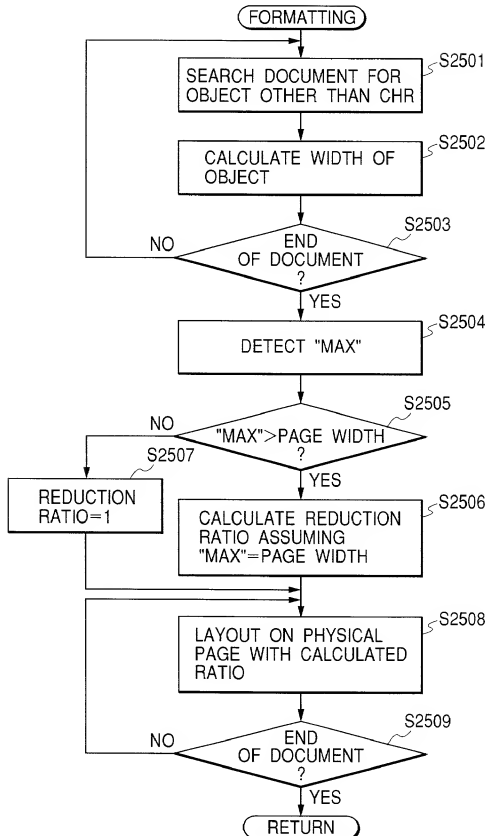 FORMATTING
S2501
SEARCH DOCUMENT FOR
OBJECT OTHER THAN CHR
S2502
CALCULATE WIDTH OF
OBJECT
S2503
END
OF DOCUMENT
?
NO
YES
S2504
DETECT "MAX"
S2505
"MAX">PAGE WIDTH
?
NO
YES
S2507
REDUCTION
RATIO=1
S2506
CALCULATE REDUCTION
RATIO ASSUMING
"MAX"=PAGE WIDTH
S2508
LAYOUT ON PHYSICAL
PAGE WITH CALCULATED
RATIO
S2509
END
OF DOCUMENT
?
NO
YES
RETURN